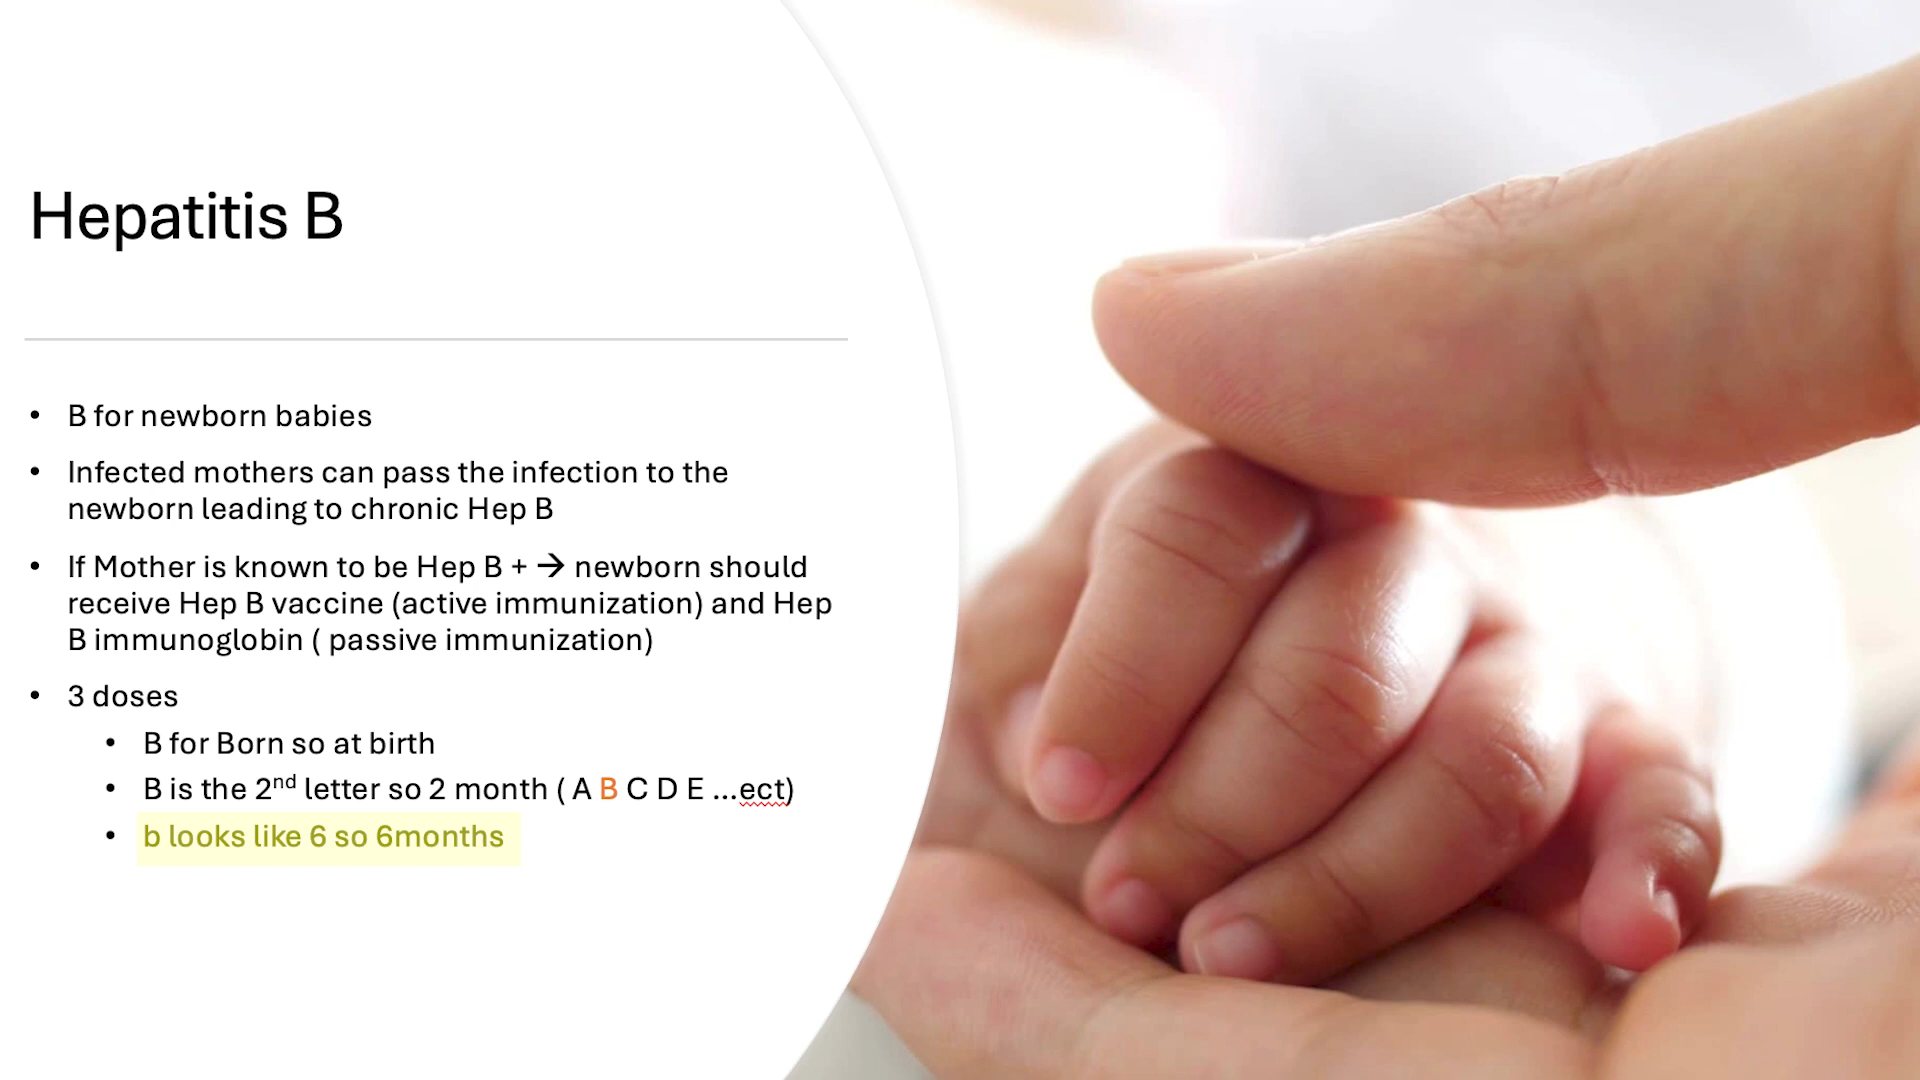 Hepatitis B
• B for newborn babies
• Infected mothers can pass the infection to the
newborn leading to chronic Hep B
• If Mother is known to be Hep B + → newborn should
receive Hep B vaccine (active immunization) and Hep
B immunoglobin ( passive immunization)
• 3 doses
• B for Born so at birth
• B is the 2nd letter so 2 month ( A B C D E ...ect)
• b looks like 6 so 6months